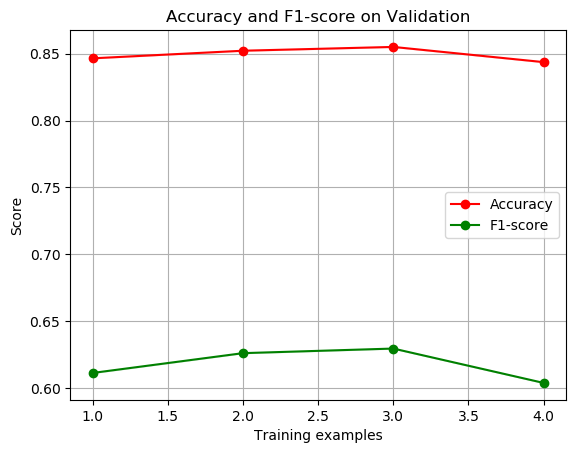 Accuracy and F1-score on Validation
Score
0.85
0.80
0.75
0.70
0.65
0.60
Accuracy
F1-score
1.0 1.5 2.0 2.5 3.0 3.5 4.0
Training examples